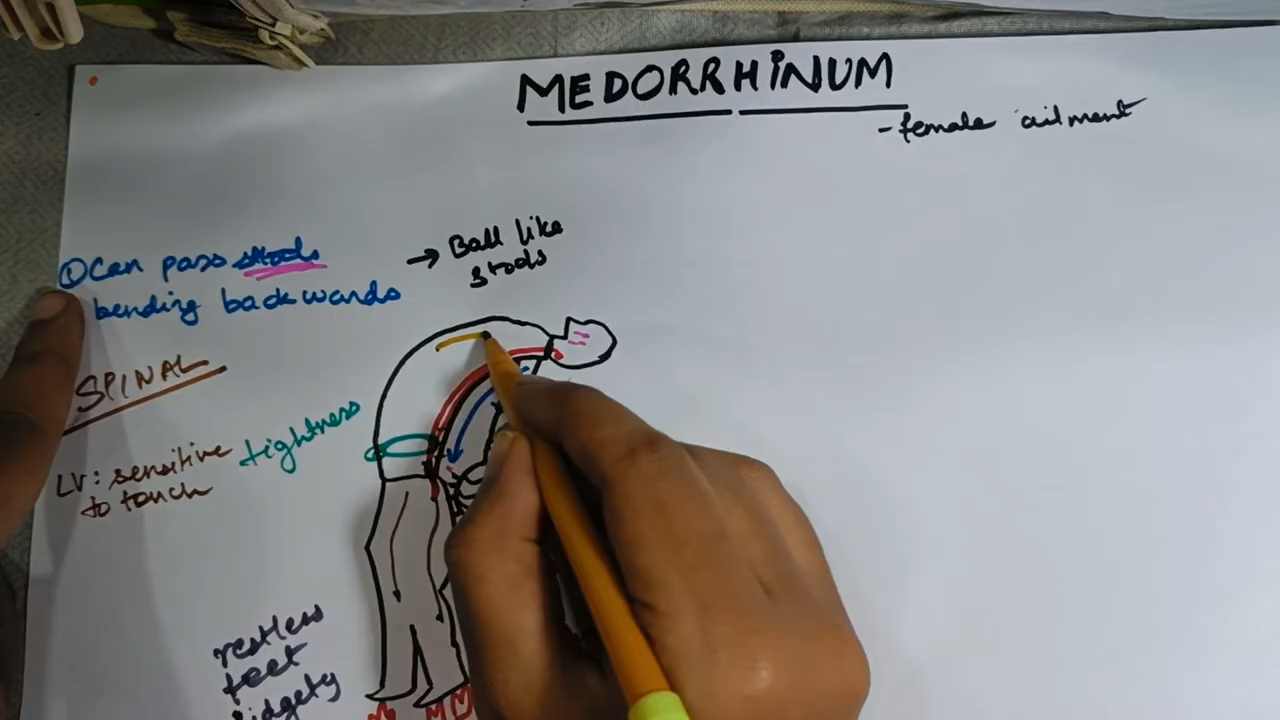 MEDORRHINUM
- female ailment
① Can pass stools
bending backwards
→ Ball like
stools
SPINAL
LV: sensitive
to touch
tightness
restless
feet
fidgety